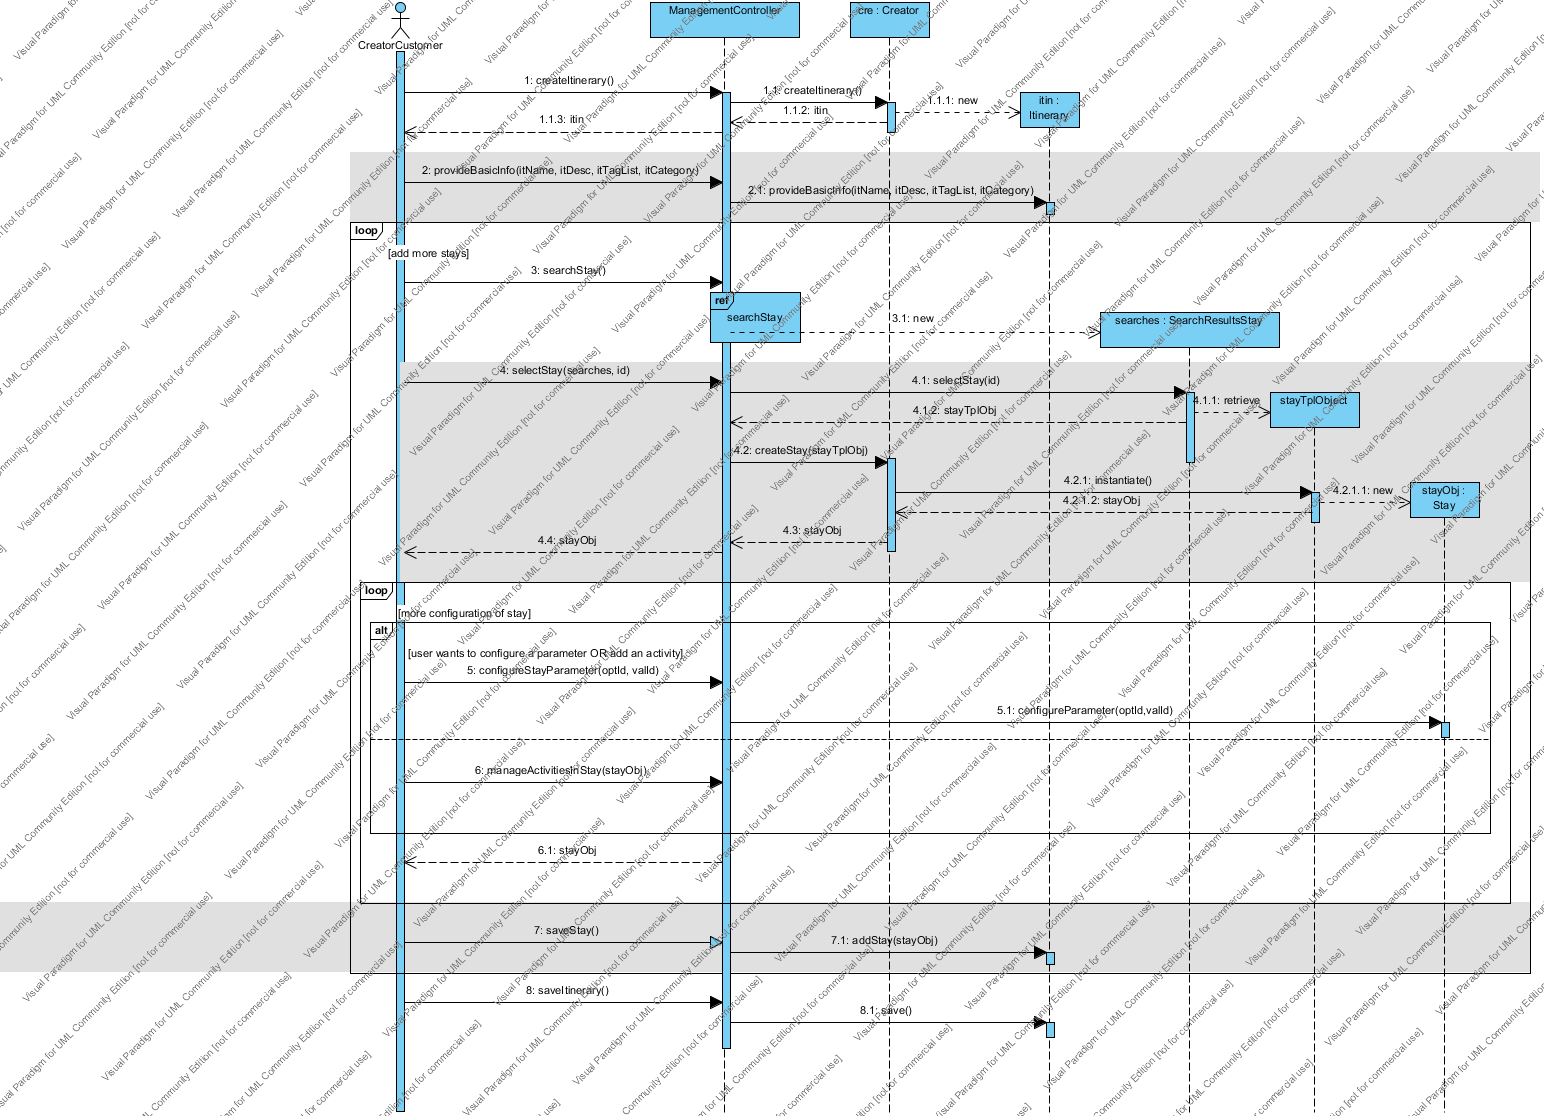 ManagementController
cre : Creator
CreatorCustomer
1: createItinerary()
1.1: createItinerary()
1.1.1: new
itin :
Itinerary
1.1.2: itin
1.1.3: itin
2: provideBasicInfo(itName, itDesc, itTagList, itCategory)
2.1: provideBasicInfo(itName, itDesc, itTagList, itCategory)
loop
[add more stays]
3: searchStay()
ref
searchStay
3.1: new
searches : SearchResultsStay
4: selectStay(searches, id)
4.1: selectStay(id)
4.1.1: retrieve
stayTplObject
4.1.2: stayTplObj
4.2: createStay(stayTplObj)
4.2.1: instantiate()
4.2.1.1: new
stayObj :
Stay
4.2.1.2: stayObj
4.3: stayObj
4.4: stayObj
loop
[more configuration of stay]
alt
[user wants to configure a parameter OR add an activity]
5: configureStayParameter(optId, valId)
5.1: configureParameter(optId,valId)
6: manageActivitiesInStay(stayObj)
6.1: stayObj
7: saveStay()
7.1: addStay(stayObj)
8: saveItinerary()
8.1: save()
Visual Paradigm for UML Community Edition [not for commercial use]